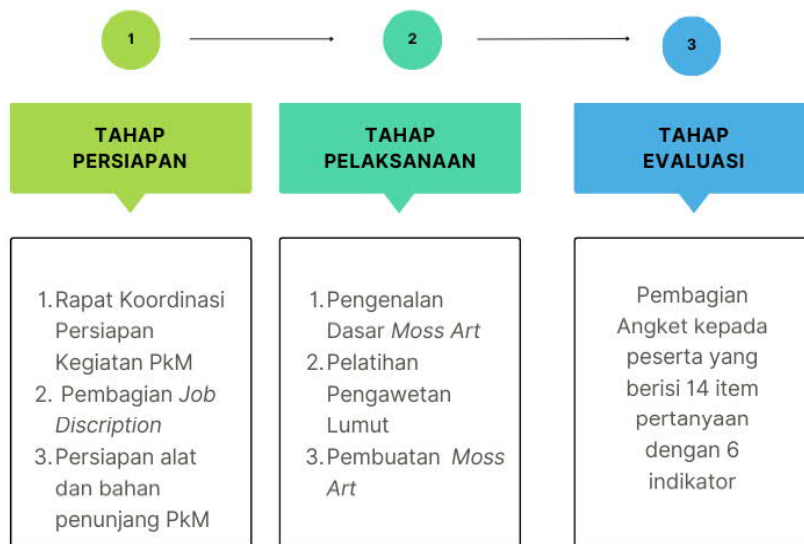 1
2
3
TAHAP
PERSIAPAN
1.Rapat Koordinasi
Persiapan
Kegiatan PkM
2. Pembagian Job
Discription
3.Persiapan alat
dan bahan
penunjang PkM
TAHAP
PELAKSANAAN
1.Pengenalan
Dasar Moss Art
2.Pelatihan
Pengawetan
Lumut
3.Pembuatan Moss
Art
TAHAP
EVALUASI
Pembagian
Angket kepada
peserta yang
berisi 14 item
pertanyaan
dengan 6
indikator